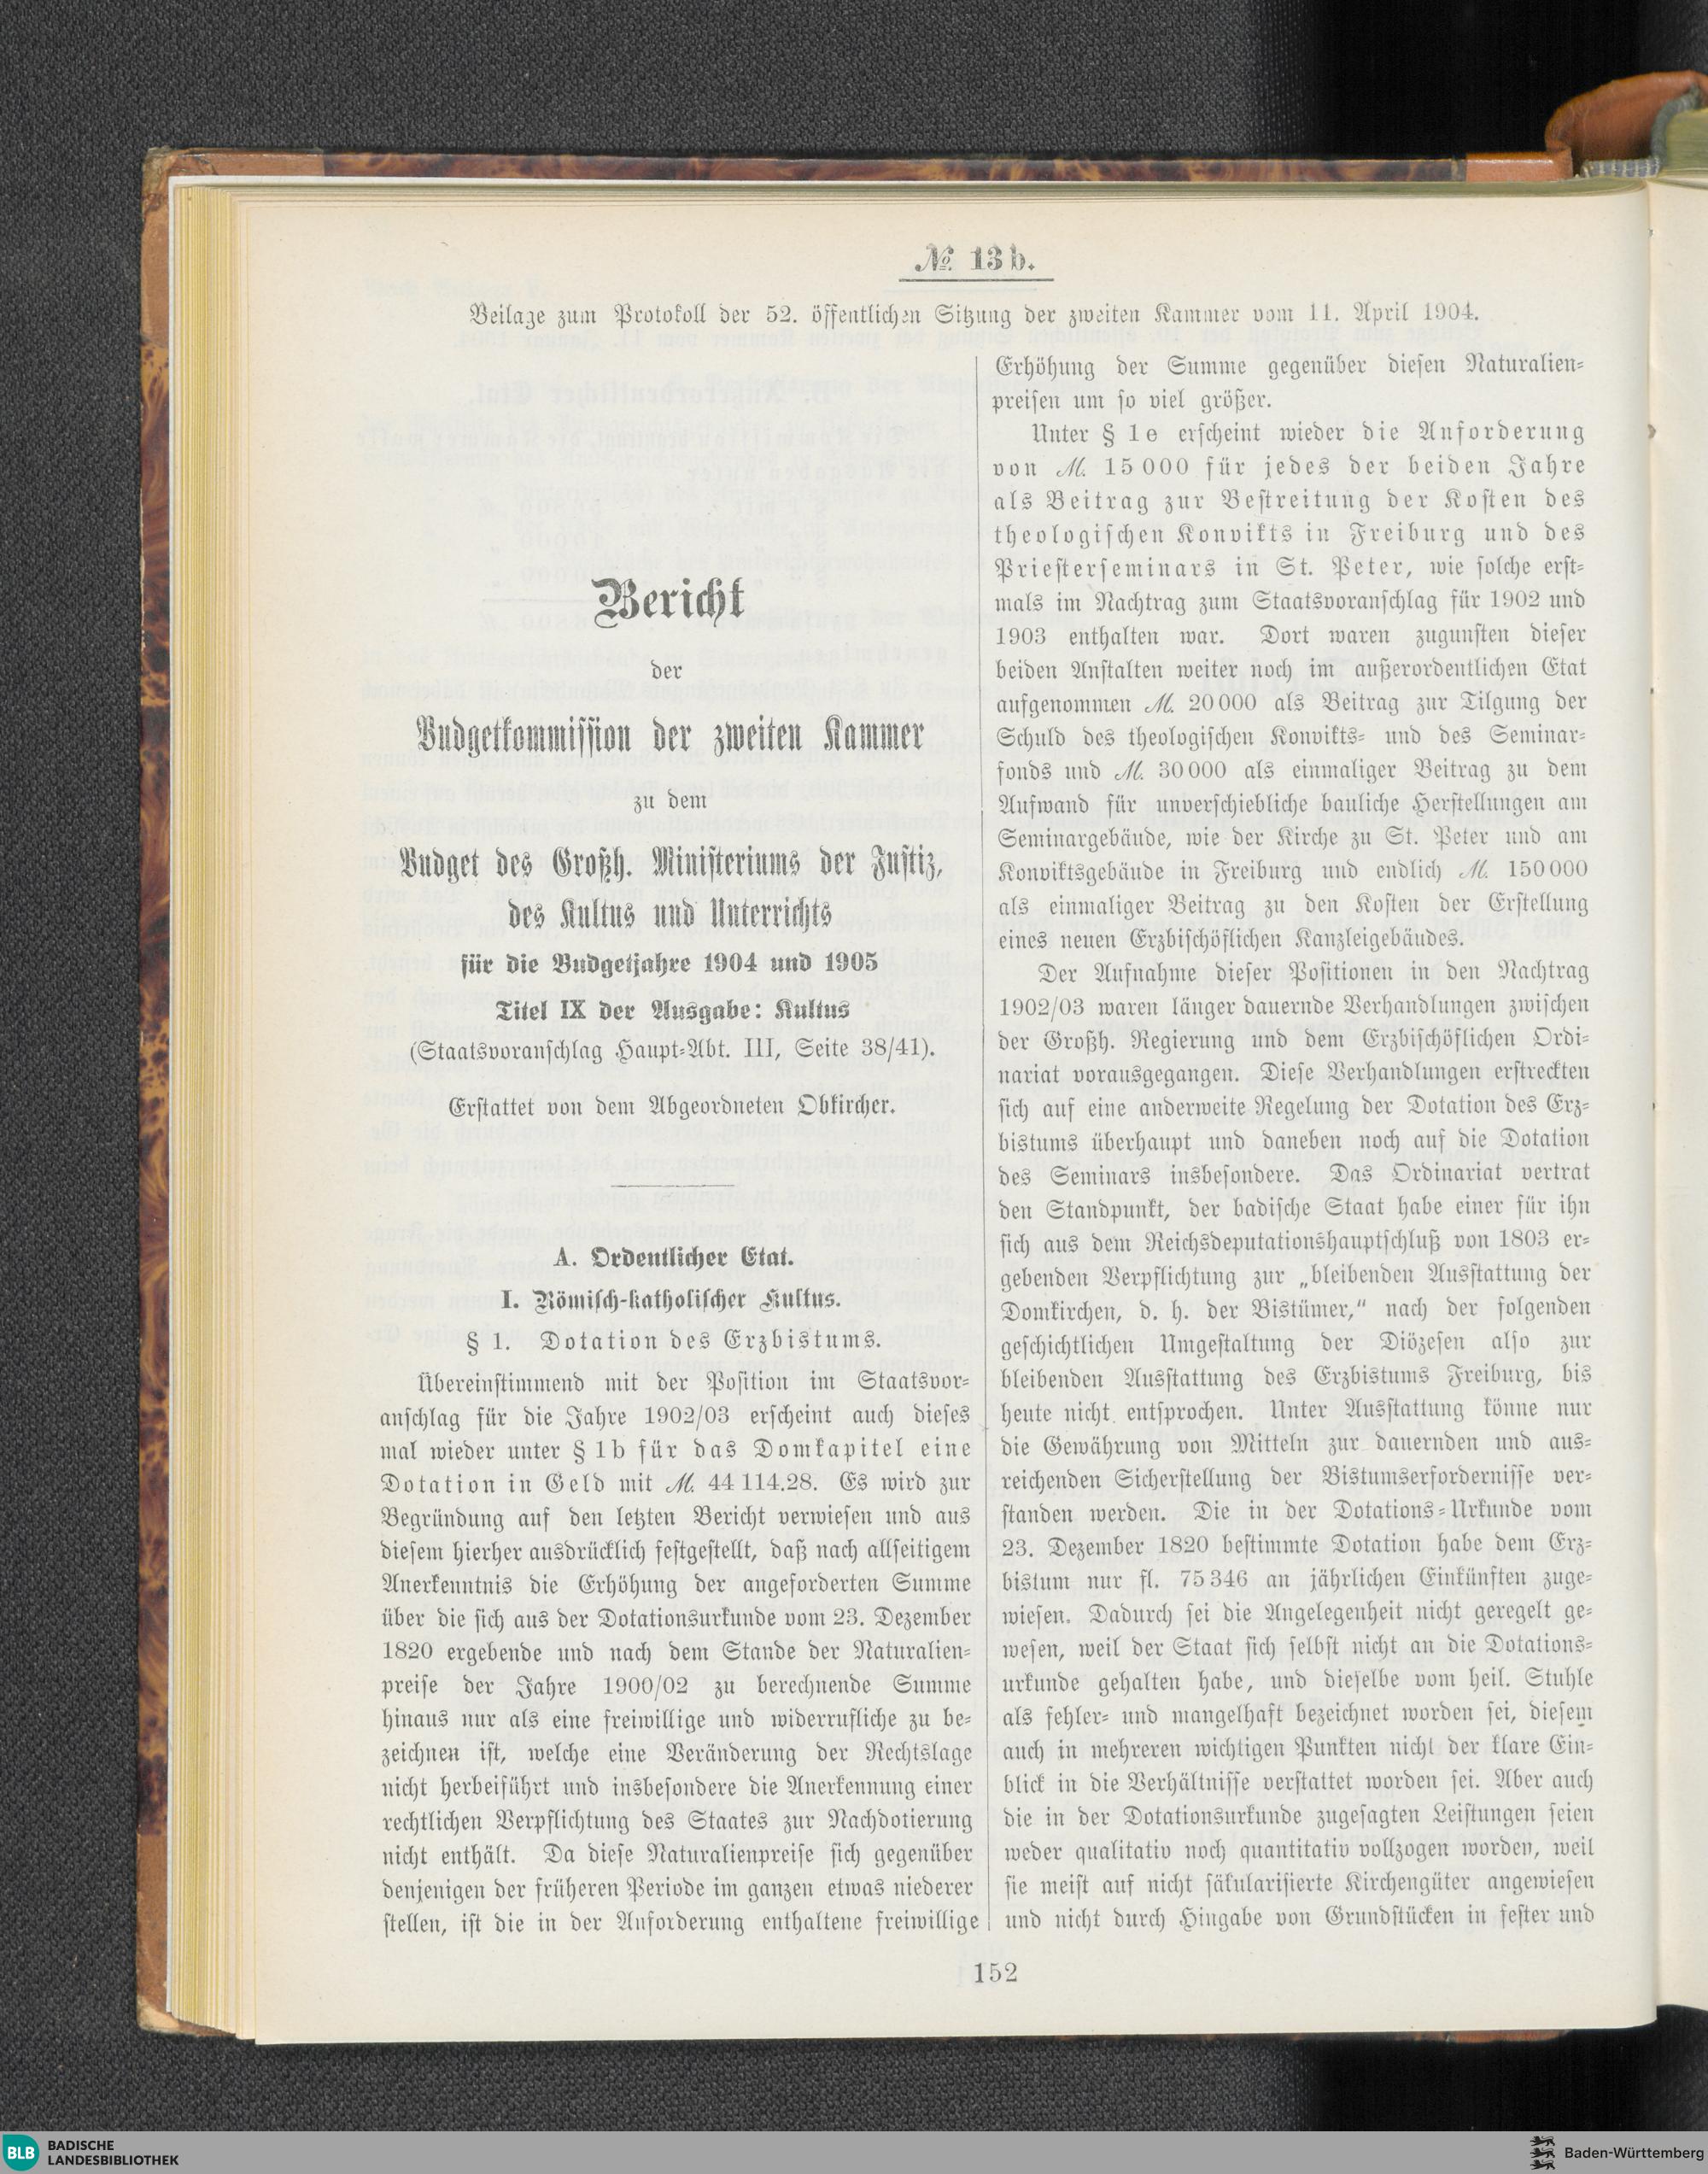 № 13 b.
Beilage zum Protokoll der 52. öffentlichen Sitzung der zweiten Kammer vom 11. April 1904.
Bericht
der
Budgetkommission der zweiten Kammer
zu dem
Budget des Großh. Ministeriums der Justiz,
des Kultus und Unterrichts
für die Budgetjahre 1904 und 1905
Titel IX der Ausgabe: Kultus
(Staatsvoranschlag Haupt-Abt. III, Seite 38/41).
Erstattet von dem Abgeordneten Obkircher.
A. Ordentlicher Etat.
I. Römisch-katholischer Kultus.
§ 1. Dotation des Erzbistums.
Übereinstimmend mit der Position im Staatsvor-
anschlag für die Jahre 1902/03 erscheint auch dieses
mal wieder unter § 1b für das Domkapitel eine
Dotation in Geld mit M. 44 114.28. Es wird zur
Begründung auf den letzten Bericht verwiesen und aus
diesem hierher ausdrücklich festgestellt, daß nach allseitigem
Anerkenntnis die Erhöhung der angeforderten Summe
über die sich aus der Dotationsurkunde vom 23. Dezember
1820 ergebende und nach dem Stande der Naturalien-
preise der Jahre 1900/02 zu berechnende Summe
hinaus nur als eine freiwillige und widerrufliche zu be-
zeichnen ist, welche eine Veränderung der Rechtslage
nicht herbeiführt und insbesondere die Anerkennung einer
rechtlichen Verpflichtung des Staates zur Nachdotierung
nicht enthält. Da diese Naturalienpreise sich gegenüber
denjenigen der früheren Periode im ganzen etwas niederer
stellen, ist die in der Anforderung enthaltene freiwillige
Erhöhung der Summe gegenüber diesen Naturalien-
preisen um so viel größer.
Unter § 1e erscheint wieder die Anforderung
von M. 15 000 für jedes der beiden Jahre
als Beitrag zur Bestreitung der Kosten des
theologischen Konvikts in Freiburg und des
Priesterseminars in St. Peter, wie solche erst-
mals im Nachtrag zum Staatsvoranschlag für 1902 und
1903 enthalten war. Dort waren zugunsten dieser
beiden Anstalten weiter noch im außerordentlichen Etat
aufgenommen M. 20 000 als Beitrag zur Tilgung der
Schuld des theologischen Konvikts- und des Seminar-
fonds und M. 30 000 als einmaliger Beitrag zu dem
Aufwand für unverschiebliche bauliche Herstellungen am
Seminargebäude, wie der Kirche zu St. Peter und am
Konviktsgebäude in Freiburg und endlich M. 150 000
als einmaliger Beitrag zu den Kosten der Erstellung
eines neuen Erzbischöflichen Kanzleigebäudes.
Der Aufnahme dieser Positionen in den Nachtrag
1902/03 waren länger dauernde Verhandlungen zwischen
der Großh. Regierung und dem Erzbischöflichen Ordi-
nariat vorausgegangen. Diese Verhandlungen erstreckten
sich auf eine anderweite Regelung der Dotation des Erz-
bistums überhaupt und daneben noch auf die Dotation
des Seminars insbesondere. Das Ordinariat vertrat
den Standpunkt, der badische Staat habe einer für ihn
sich aus dem Reichsdeputationshauptschluß von 1803 er-
gebenden Verpflichtung zur „bleibenden Ausstattung der
Domkirchen, d. h. der Bistümer,“ nach der folgenden
geschichtlichen Umgestaltung der Diözesen also zur
bleibenden Ausstattung des Erzbistums Freiburg, bis
heute nicht entsprochen. Unter Ausstattung könne nur
die Gewährung von Mitteln zur dauernden und aus-
reichenden Sicherstellung der Bistumserfordernisse ver-
standen werden. Die in der Dotations-Urkunde vom
23. Dezember 1820 bestimmte Dotation habe dem Erz-
bistum nur fl. 75 346 an jährlichen Einkünften zuge-
wiesen. Dadurch sei die Angelegenheit nicht geregelt ge-
wesen, weil der Staat sich selbst nicht an die Dotations-
urkunde gehalten habe, und dieselbe vom heil. Stuhle
als fehler- und mangelhaft bezeichnet worden sei, diesem
auch in mehreren wichtigen Punkten nicht der klare Ein-
blick in die Verhältnisse verstattet worden sei. Aber auch
die in der Dotationsurkunde zugesagten Leistungen seien
weder qualitativ noch quantitativ vollzogen worden, weil
sie meist auf nicht säkularisierte Kirchengüter angewiesen
und nicht durch Hingabe von Grundstücken in fester und
152
BLB BADISCHE
LANDESBIBLIOTHEK
Baden-Württemberg